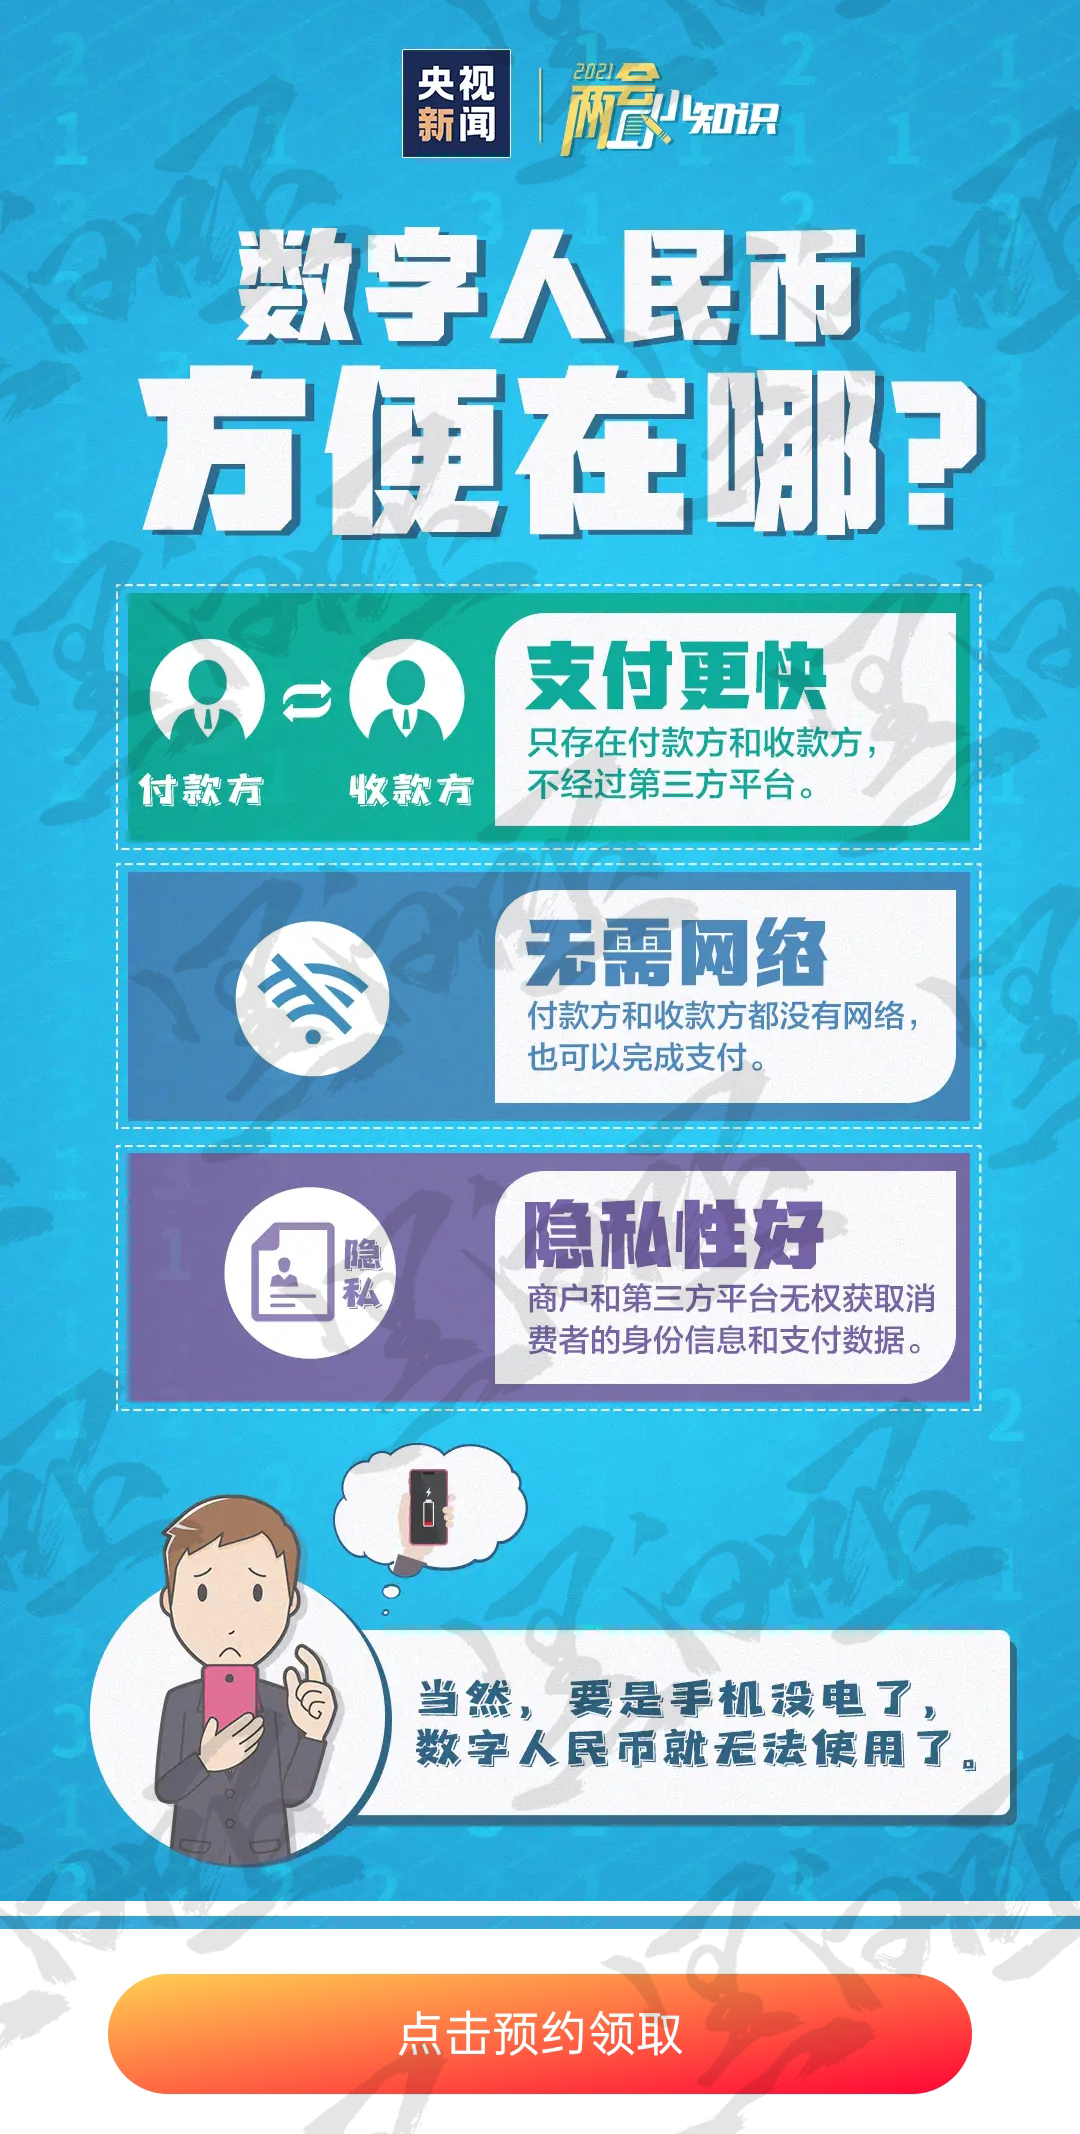 央视
新闻
2021
两会小知识
数字人民币
方便在哪?
支付更快
只存在付款方和收款方，
不经过第三方平台。
付款方
收款方
无需网络
付款方和收款方都没有网络，
也可以完成支付。
隐私
隐私性好
商户和第三方平台无权获取消
费者的身份信息和支付数据。
当然，要是手机没电了，
数字人民币就无法使用了。
点击预约领取